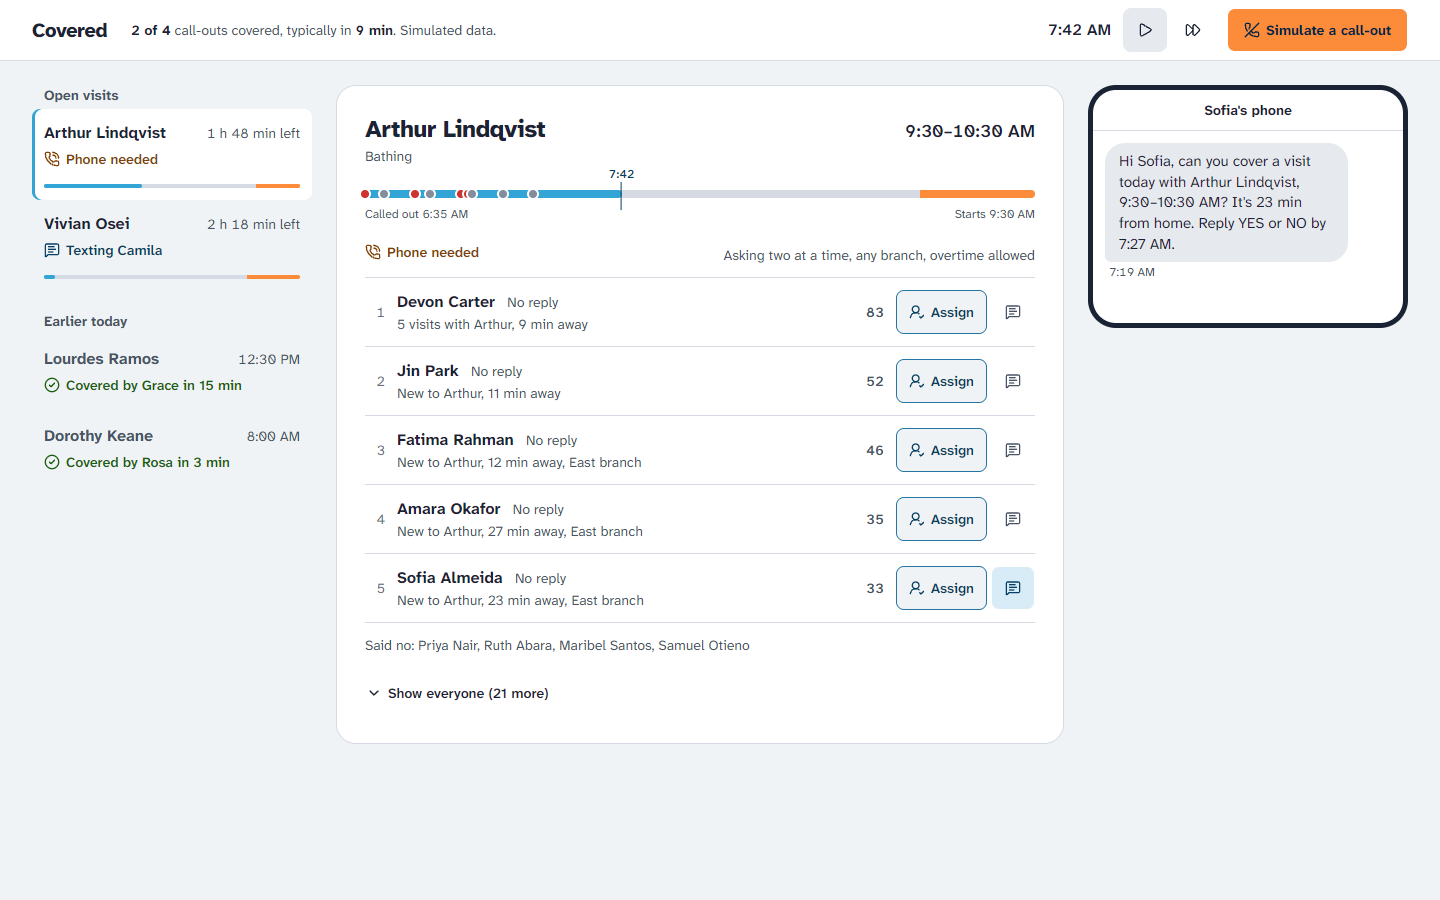 Covered
2 of 4 call-outs covered, typically in 9 min. Simulated data.
7:42 AM
Simulate a call-out
Open visits
Arthur Lindqvist
1 h 48 min left
Phone needed
Vivian Osei
2 h 18 min left
Texting Camila
Earlier today
Lourdes Ramos
12:30 PM
Covered by Grace in 15 min
Dorothy Keane
8:00 AM
Covered by Rosa in 3 min
Arthur Lindqvist
9:30–10:30 AM
Bathing
7:42
Called out 6:35 AM
Starts 9:30 AM
Phone needed
Asking two at a time, any branch, overtime allowed
1
Devon Carter No reply
5 visits with Arthur, 9 min away
83
Assign
2
Jin Park No reply
New to Arthur, 11 min away
52
Assign
3
Fatima Rahman No reply
New to Arthur, 12 min away, East branch
46
Assign
4
Amara Okafor No reply
New to Arthur, 27 min away, East branch
35
Assign
5
Sofia Almeida No reply
New to Arthur, 23 min away, East branch
33
Assign
Said no: Priya Nair, Ruth Abara, Maribel Santos, Samuel Otieno
Show everyone (21 more)
Sofia's phone
Hi Sofia, can you cover a visit
today with Arthur Lindqvist,
9:30–10:30 AM? It's 23 min
from home. Reply YES or NO by
7:27 AM.
7:19 AM